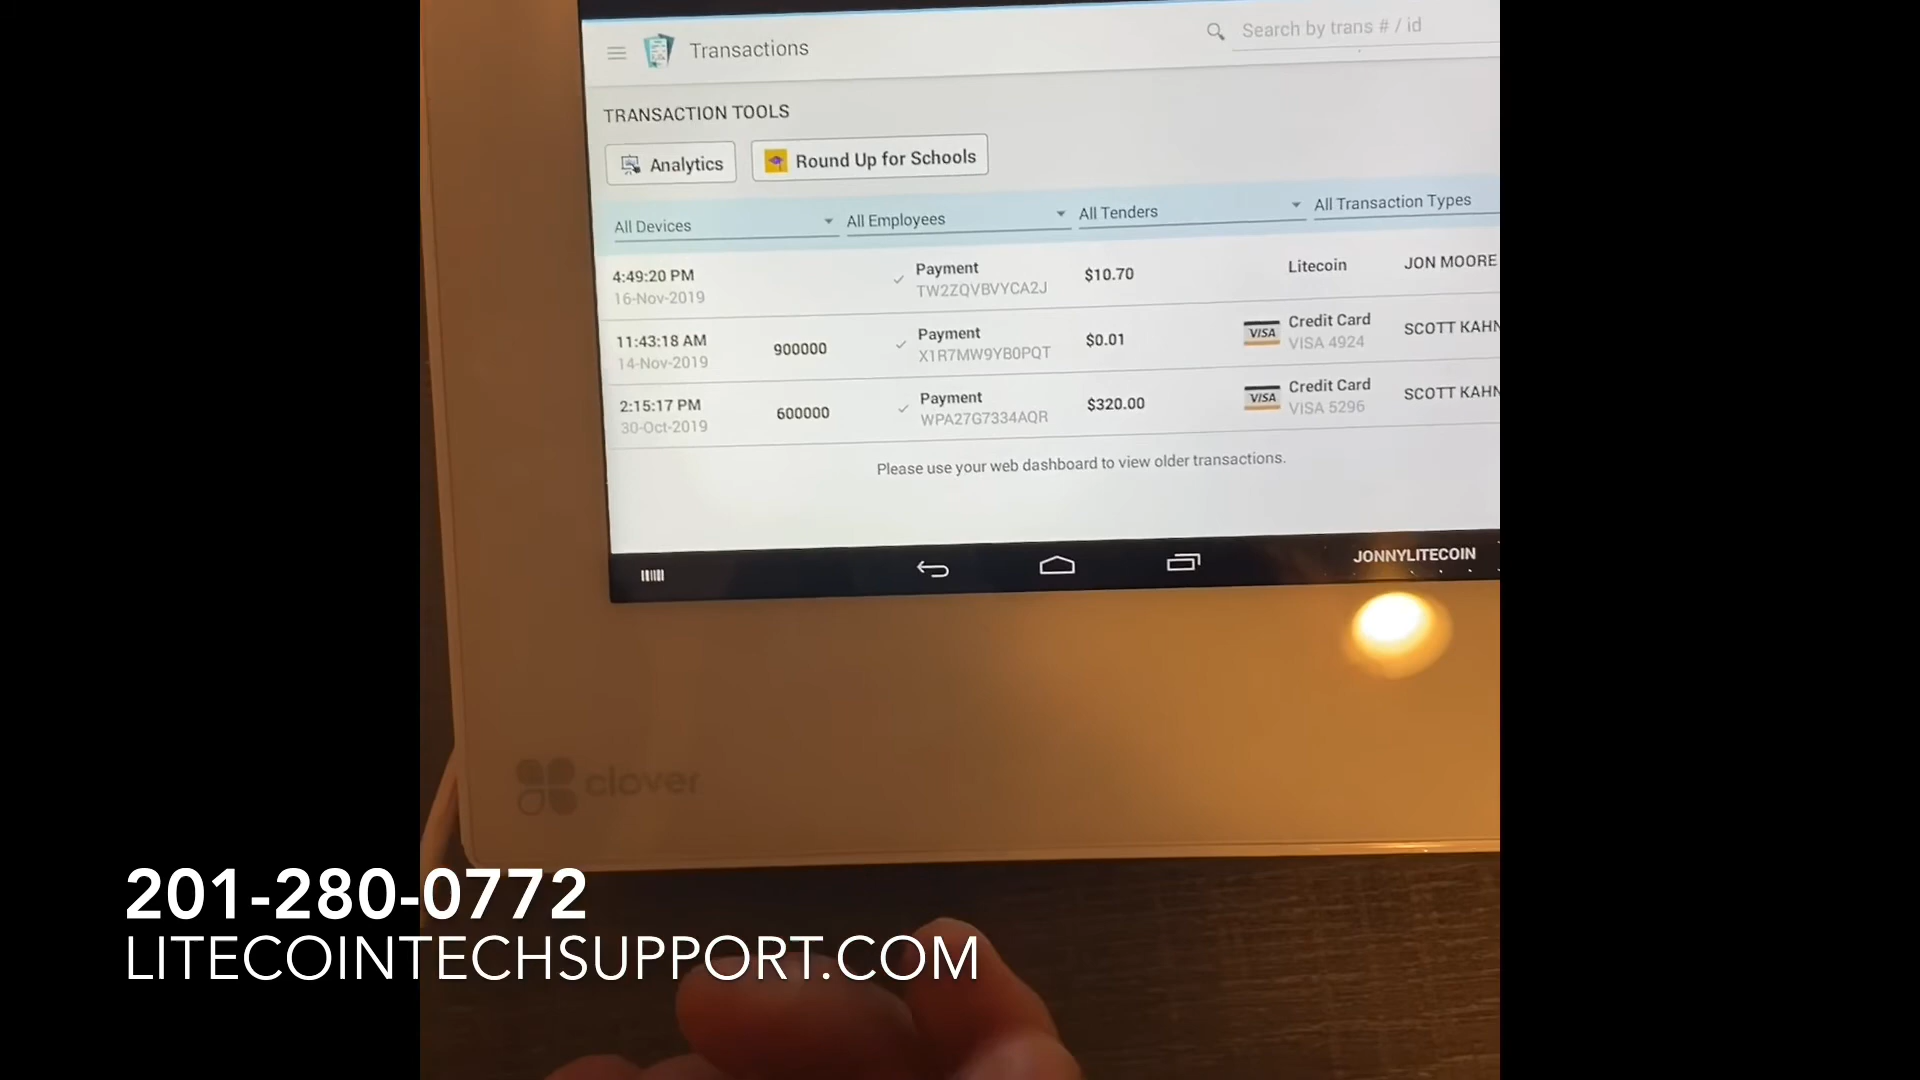 Transactions
Search by trans # / id
TRANSACTION TOOLS
Analytics
Round Up for Schools
All Devices
All Employees
All Tenders
All Transaction Types
4:49:20 PM Payment $10.70 Litecoin JON MOORE
16-Nov-2019 TW2ZQVBVYCA2J
11:43:18 AM 900000 Payment $0.01 VISA Credit Card SCOTT KAHN
14-Nov-2019 X1R7MW9YB0PQT VISA 4924
2:15:17 PM 600000 Payment $320.00 VISA Credit Card SCOTT KAHN
30-Oct-2019 WPA27G7334AQR VISA 5296
Please use your web dashboard to view older transactions.
JONNYLITECOIN
clover
201-280-0772
LITECOINTECHSUPPORT.COM